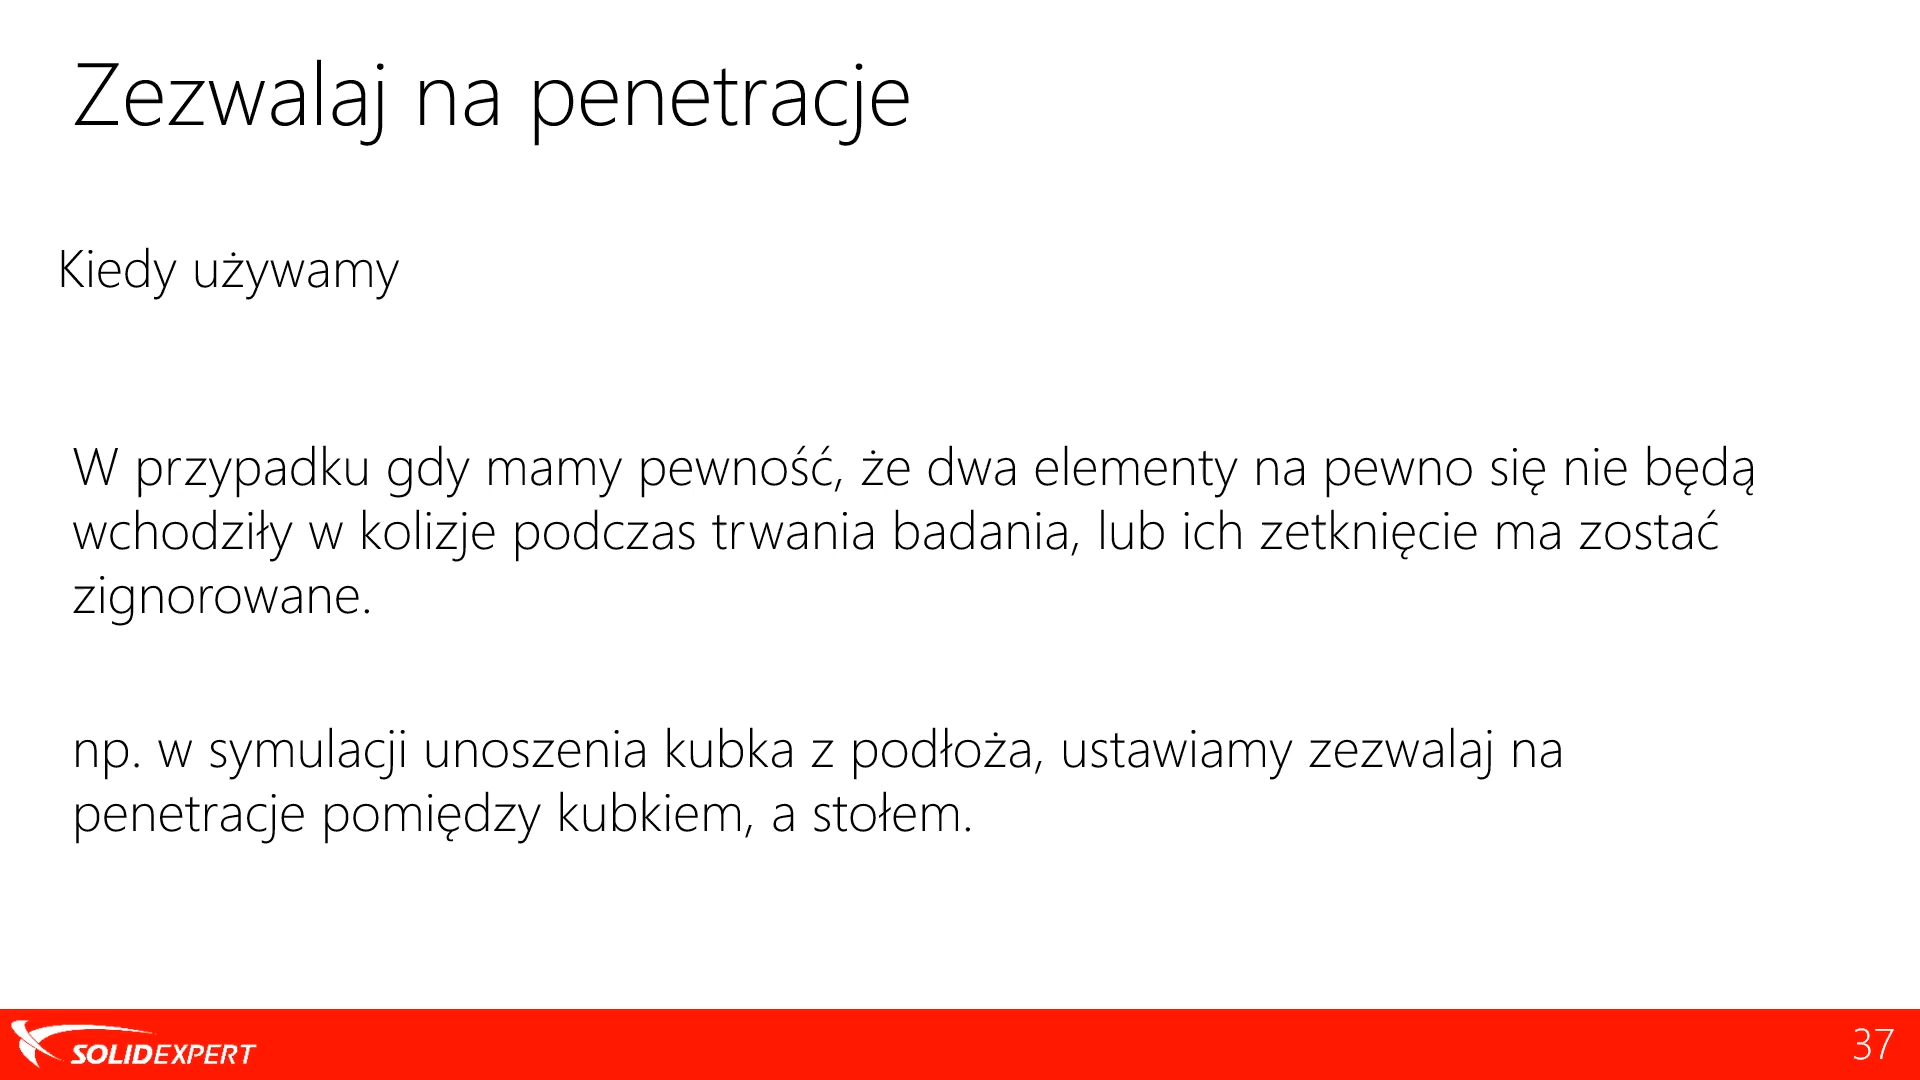 Zezwalaj na penetracje
Kiedy używamy
W przypadku gdy mamy pewność, że dwa elementy na pewno się nie będą
wchodziły w kolizje podczas trwania badania, lub ich zetknięcie ma zostać
zignorowane.
np. w symulacji unoszenia kubka z podłoża, ustawiamy zezwalaj na
penetracje pomiędzy kubkiem, a stołem.
SOLIDEXPERT
37